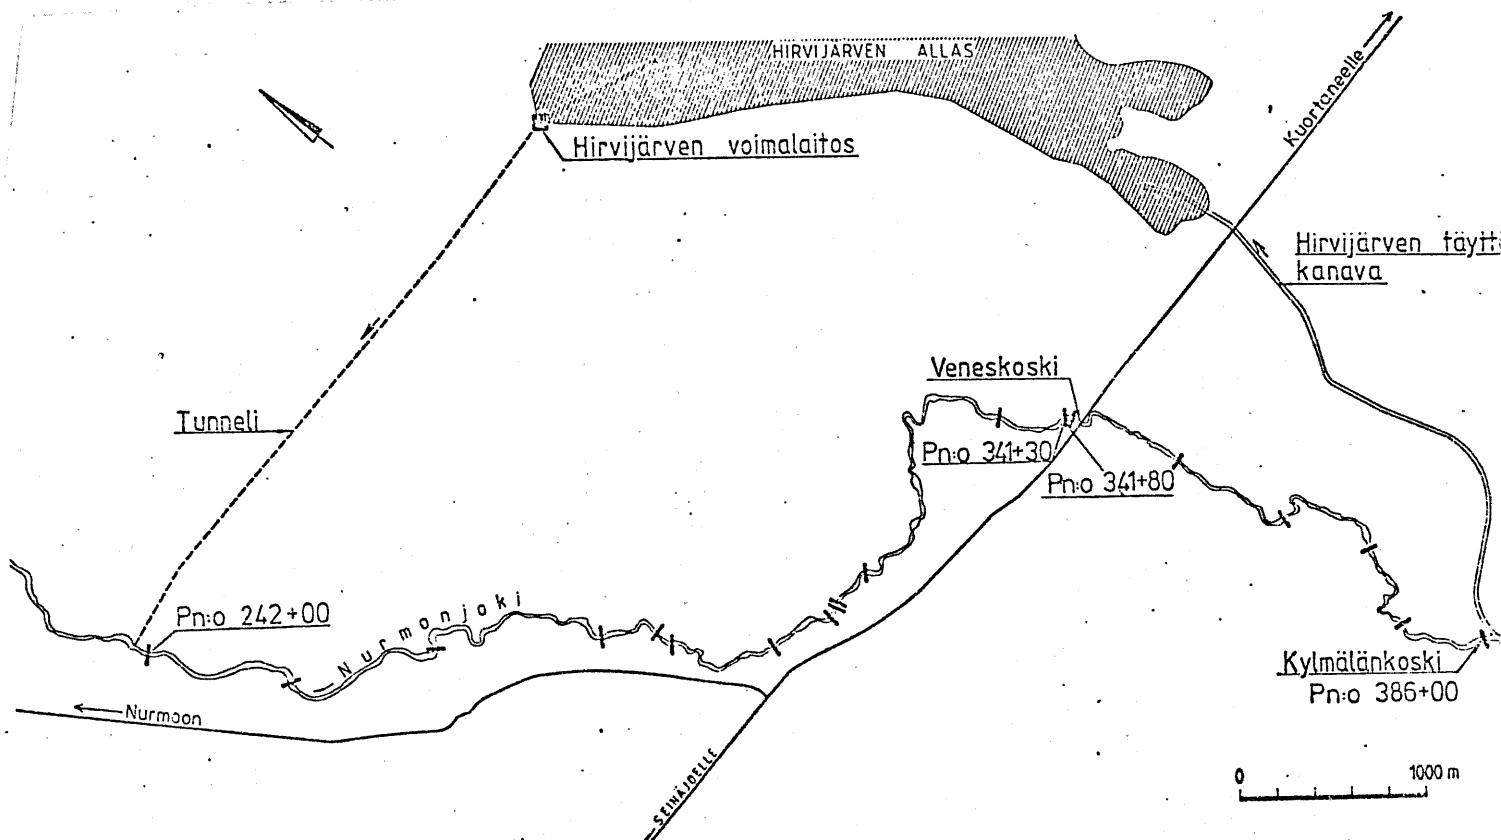 HIRVIJÄRVEN ALLAS
Kuortaneelle
Hirvijärven voimalaitos
Hirvijärven
kanava
Veneskoski
Tunneli
Pn:o 341+30
Pn:o 341+80
Nurmonjoki
Pn:o 242+00
Kylmälänkoski
Pn:o 386+00
Nurmoon
SEINÄJOELLE
0 1000 m